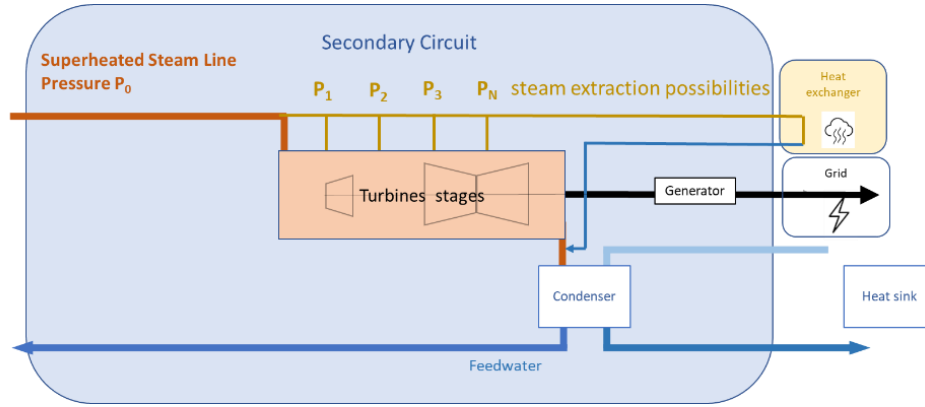 Secondary Circuit
Superheated Steam Line
Pressure P₀
P₁ P₂ P₃ P_N steam extraction possibilities
Heat
exchanger
Turbines stages
Generator
Grid
Condenser
Heat sink
Feedwater